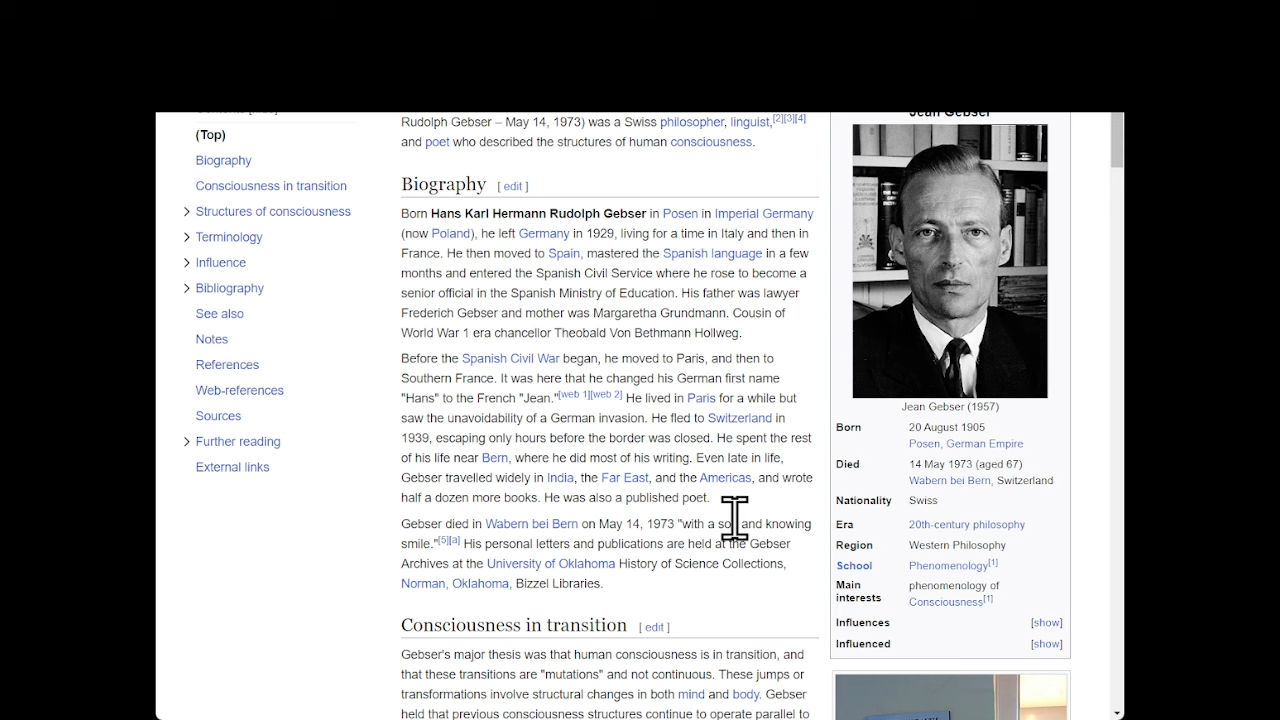 (Top)
Biography
Consciousness in transition
Structures of consciousness
Terminology
Influence
Bibliography
See also
Notes
References
Web-references
Sources
Further reading
External links
Rudolph Gebser – May 14, 1973) was a Swiss philosopher, linguist,[2][3][4]
and poet who described the structures of human consciousness.
Biography [ edit ]
Born Hans Karl Hermann Rudolph Gebser in Posen in Imperial Germany
(now Poland), he left Germany in 1929, living for a time in Italy and then in
France. He then moved to Spain, mastered the Spanish language in a few
months and entered the Spanish Civil Service where he rose to become a
senior official in the Spanish Ministry of Education. His father was lawyer
Frederich Gebser and mother was Margaretha Grundmann. Cousin of
World War 1 era chancellor Theobald Von Bethmann Hollweg.
Before the Spanish Civil War began, he moved to Paris, and then to
Southern France. It was here that he changed his German first name
"Hans" to the French "Jean."[web 1][web 2] He lived in Paris for a while but
saw the unavoidability of a German invasion. He fled to Switzerland in
1939, escaping only hours before the border was closed. He spent the rest
of his life near Bern, where he did most of his writing. Even late in life,
Gebser travelled widely in India, the Far East, and the Americas, and wrote
half a dozen more books. He was also a published poet.
Gebser died in Wabern bei Bern on May 14, 1973 "with a and knowing
smile."[5][a] His personal letters and publications are held at the Gebser
Archives at the University of Oklahoma History of Science Collections,
Norman, Oklahoma, Bizzel Libraries.
Consciousness in transition [ edit ]
Gebser's major thesis was that human consciousness is in transition, and
that these transitions are "mutations" and not continuous. These jumps or
transformations involve structural changes in both mind and body. Gebser
held that previous consciousness structures continue to operate parallel to
Jean Gebser
Jean Gebser (1957)
Born 20 August 1905
Posen, German Empire
Died 14 May 1973 (aged 67)
Wabern bei Bern, Switzerland
Nationality Swiss
Era 20th-century philosophy
Region Western Philosophy
School Phenomenology[1]
Main interests phenomenology of
Consciousness[1]
Influences [show]
Influenced [show]